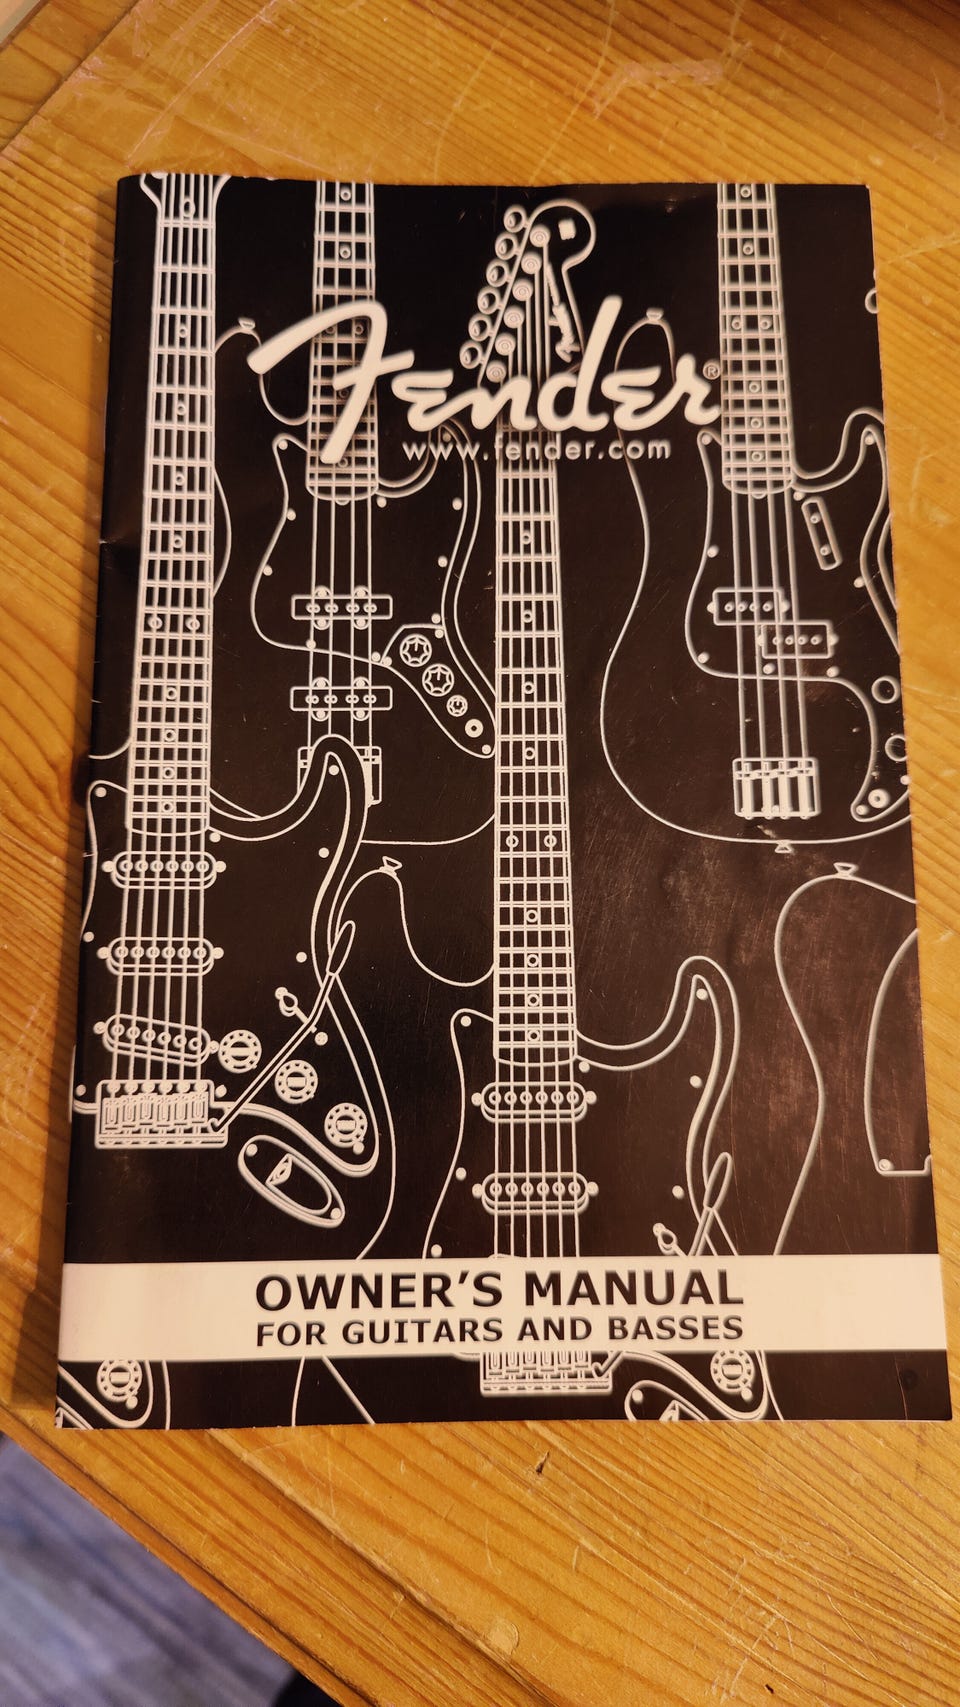 Fender®
www.fender.com
OWNER'S MANUAL
FOR GUITARS AND BASSES